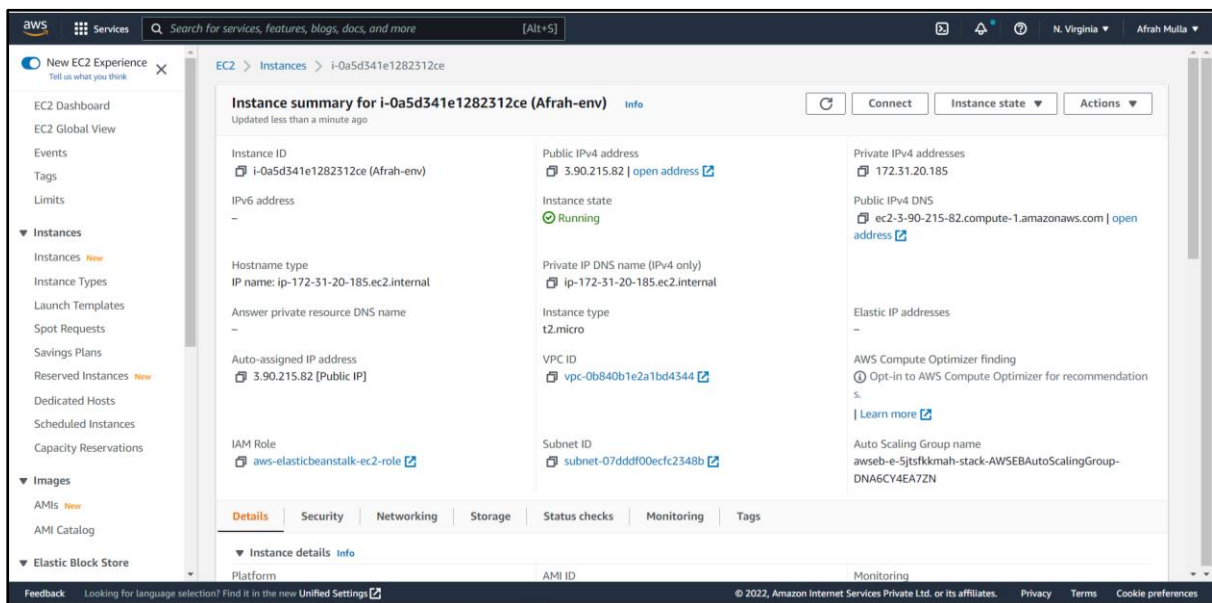 aws
Services
Search for services, features, blogs, docs, and more
[Alt+S]
N. Virginia
Afrah Mulla
New EC2 Experience
Tell us what you think
EC2 Dashboard
EC2 Global View
Events
Tags
Limits
Instances
Instances New
Instance Types
Launch Templates
Spot Requests
Savings Plans
Reserved Instances New
Dedicated Hosts
Scheduled Instances
Capacity Reservations
Images
AMIs New
AMI Catalog
Elastic Block Store
EC2 > Instances > i-0a5d341e1282312ce
Instance summary for i-0a5d341e1282312ce (Afrah-env) Info
Updated less than a minute ago
Connect
Instance state
Actions
Instance ID
i-0a5d341e1282312ce (Afrah-env)
Public IPv4 address
3.90.215.82 | open address
Private IPv4 addresses
172.31.20.185
IPv6 address
–
Instance state
Running
Public IPv4 DNS
ec2-3-90-215-82.compute-1.amazonaws.com | open
address
Hostname type
IP name: ip-172-31-20-185.ec2.internal
Private IP DNS name (IPv4 only)
ip-172-31-20-185.ec2.internal
Answer private resource DNS name
–
Instance type
t2.micro
Elastic IP addresses
–
Auto-assigned IP address
3.90.215.82 [Public IP]
VPC ID
vpc-0b840b1e2a1bd4344
AWS Compute Optimizer finding
Opt-in to AWS Compute Optimizer for recommendation
s.
| Learn more
IAM Role
aws-elasticbeanstalk-ec2-role
Subnet ID
subnet-07dddf00ecfc2348b
Auto Scaling Group name
awseb-e-5jtsfkkmah-stack-AWSEBAutoScalingGroup-
DNA6CY4EA7ZN
Details
Security
Networking
Storage
Status checks
Monitoring
Tags
Instance details Info
Platform
AMI ID
Monitoring
Feedback
Looking for language selection? Find it in the new Unified Settings
© 2022, Amazon Internet Services Private Ltd. or its affiliates.
Privacy
Terms
Cookie preferences